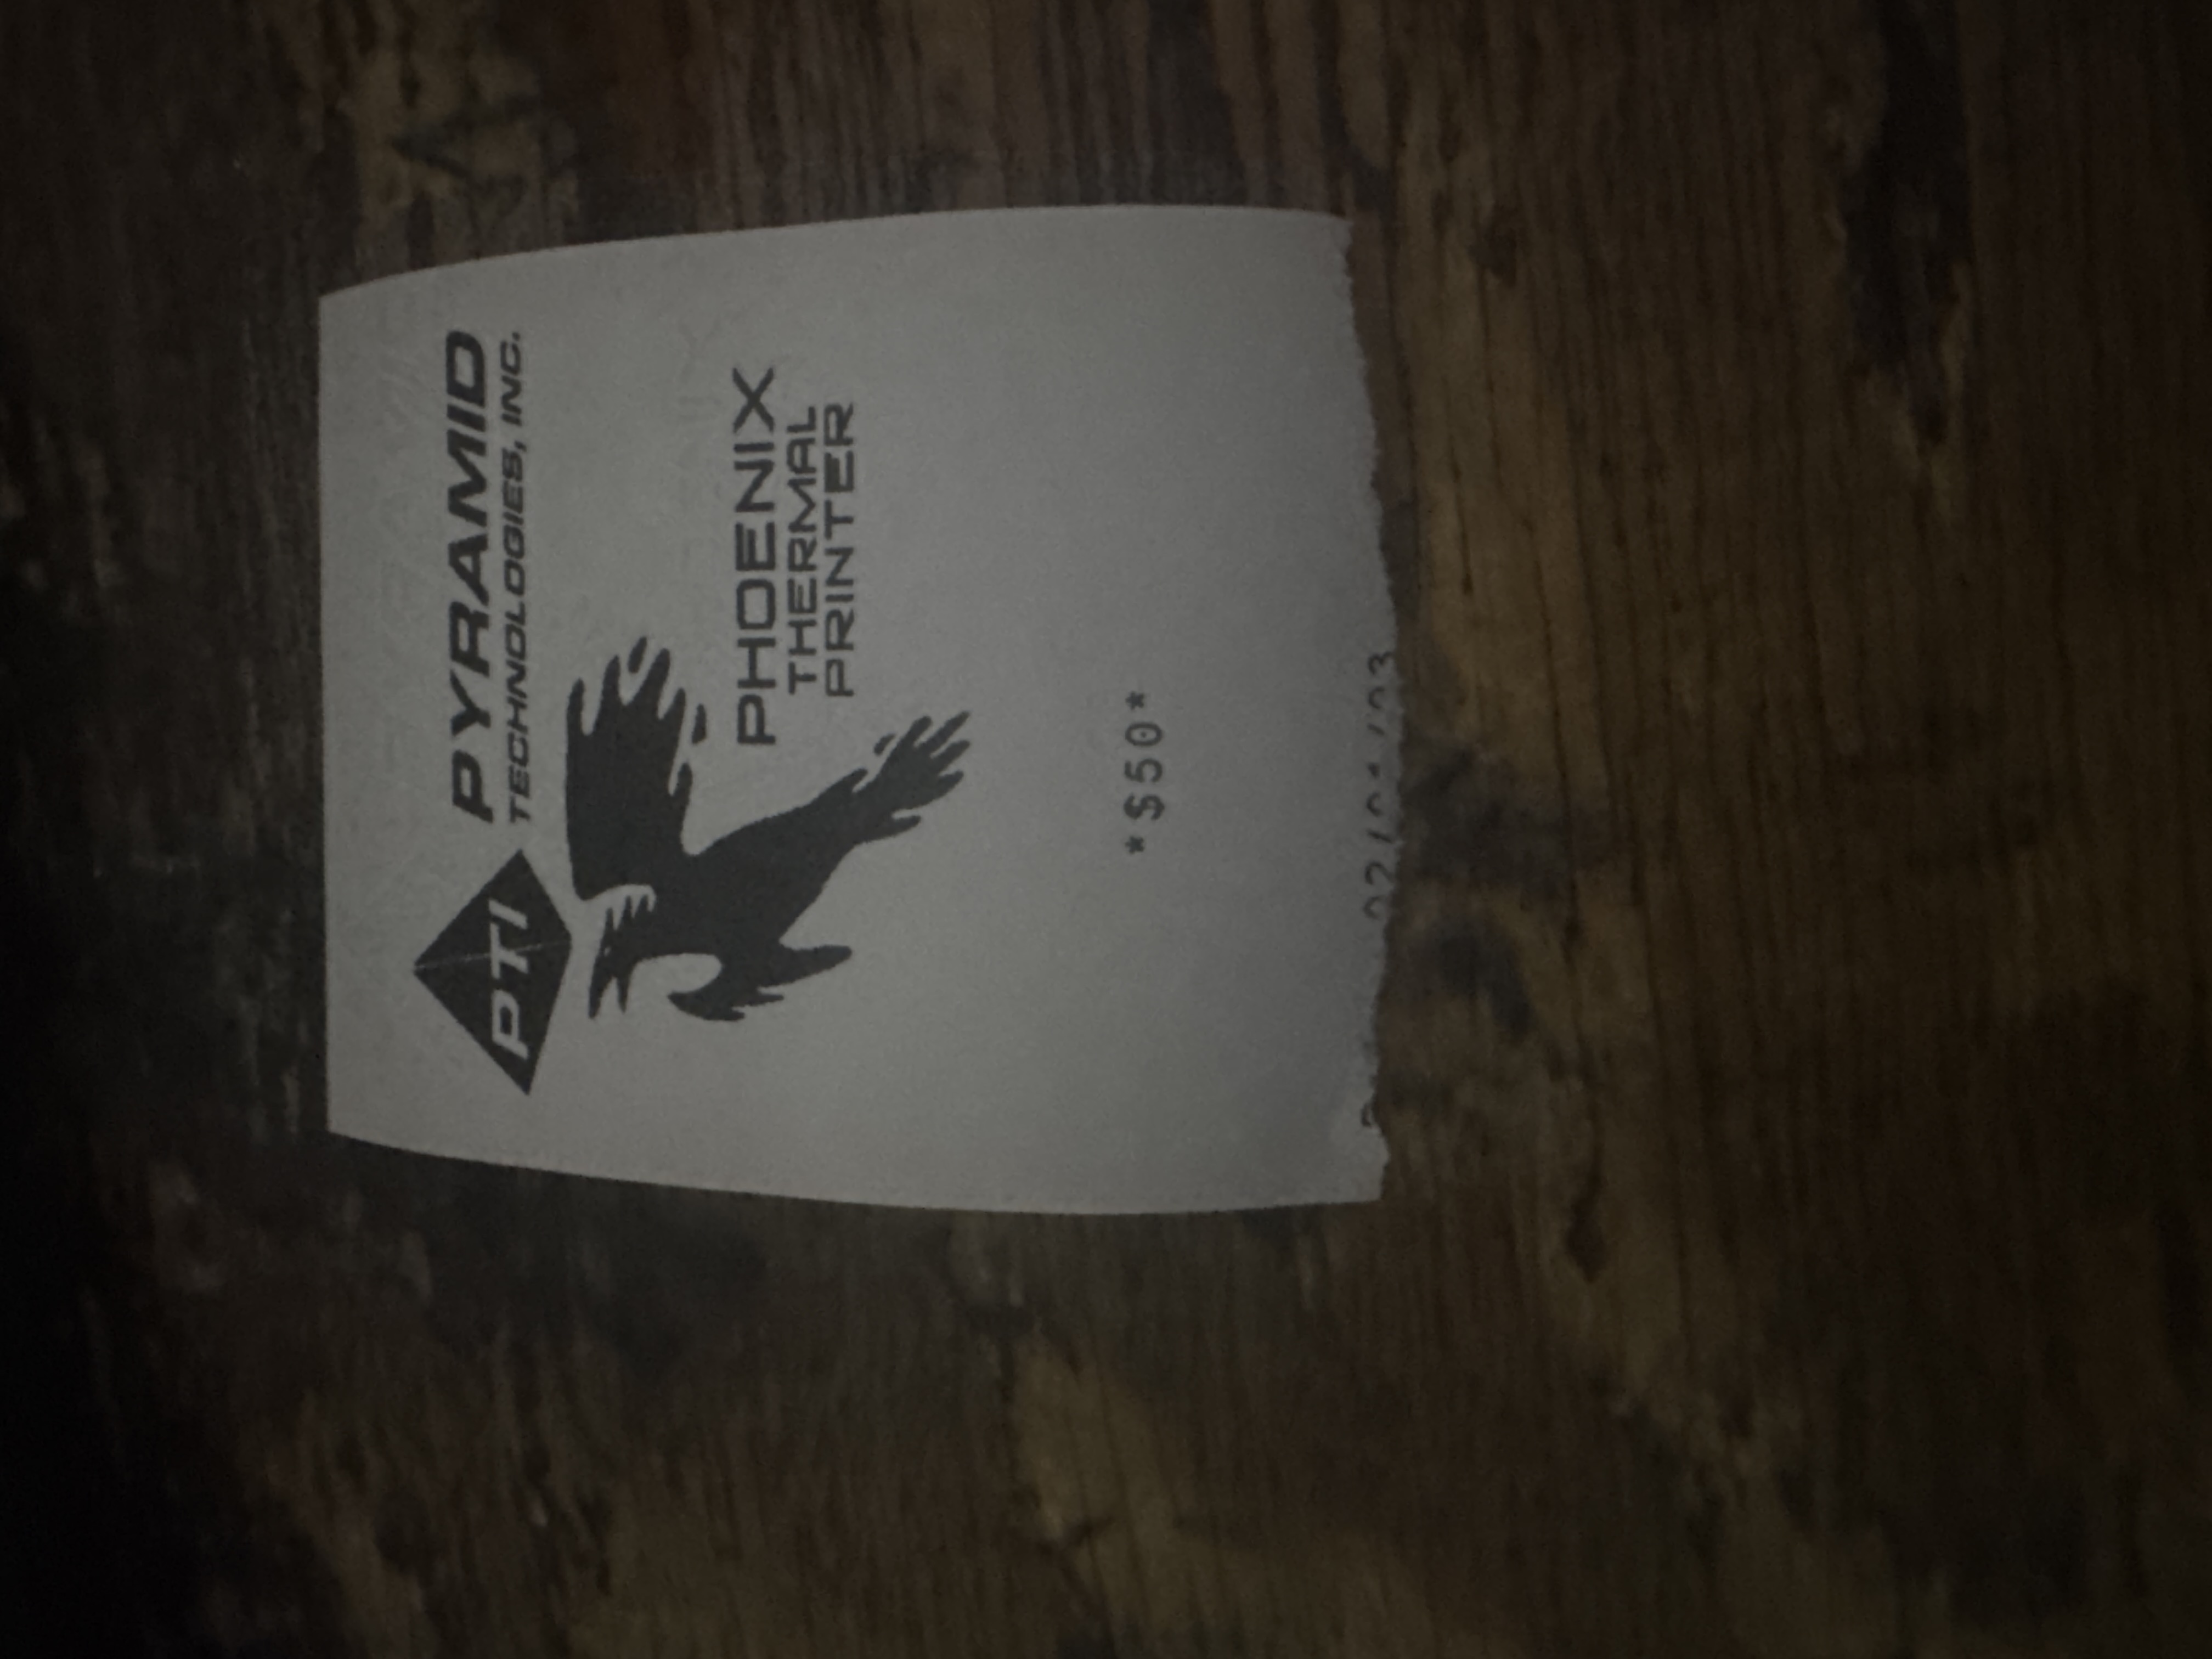 PTI
PYRAMID
TECHNOLOGIES, INC.
PHOENIX
THERMAL
PRINTER
*$50*